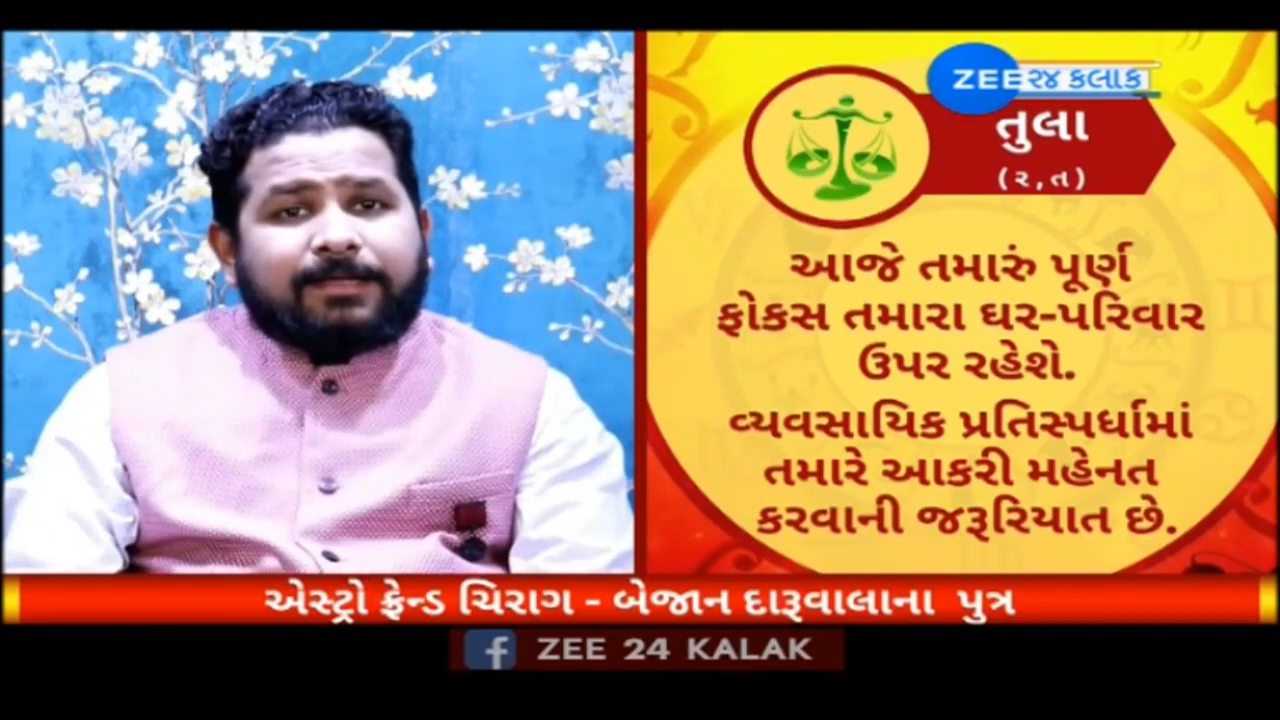 ZEE ૨૪ કલાક
તુલા
(ર,ત)
આજે તમારું પૂર્ણ
ફોકસ તમારા ઘર-પરિવાર
ઉપર રહેશે.
વ્યવસાયિક પ્રતિસ્પર્ધામાં
તમારે આકરી મહેનત
કરવાની જરૂરિયાત છે.
એસ્ટ્રો ફ્રેન્ડ ચિરાગ - બેજાન દારૂવાલાના પુત્ર
ZEE 24 KALAK